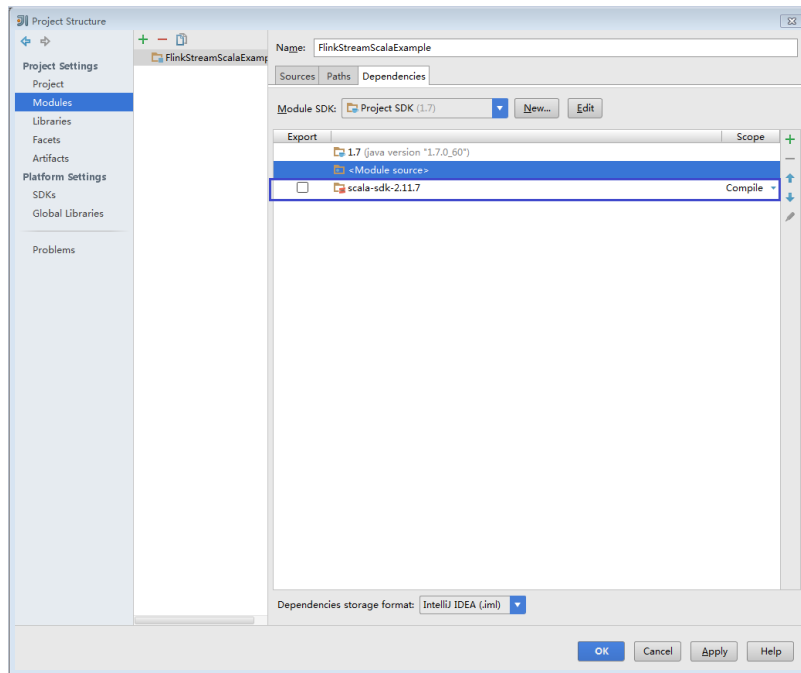 Project Structure
Project Settings
Project
Modules
Libraries
Facets
Artifacts
Platform Settings
SDKs
Global Libraries
Problems
FlinkStreamScalaExamp
Name: FlinkStreamScalaExample
Sources Paths Dependencies
Module SDK: Project SDK (1.7) New... Edit
Export Scope
1.7 (java version "1.7.0_60")
<Module source>
scala-sdk-2.11.7 Compile
Dependencies storage format: IntelliJ IDEA (.iml)
OK Cancel Apply Help